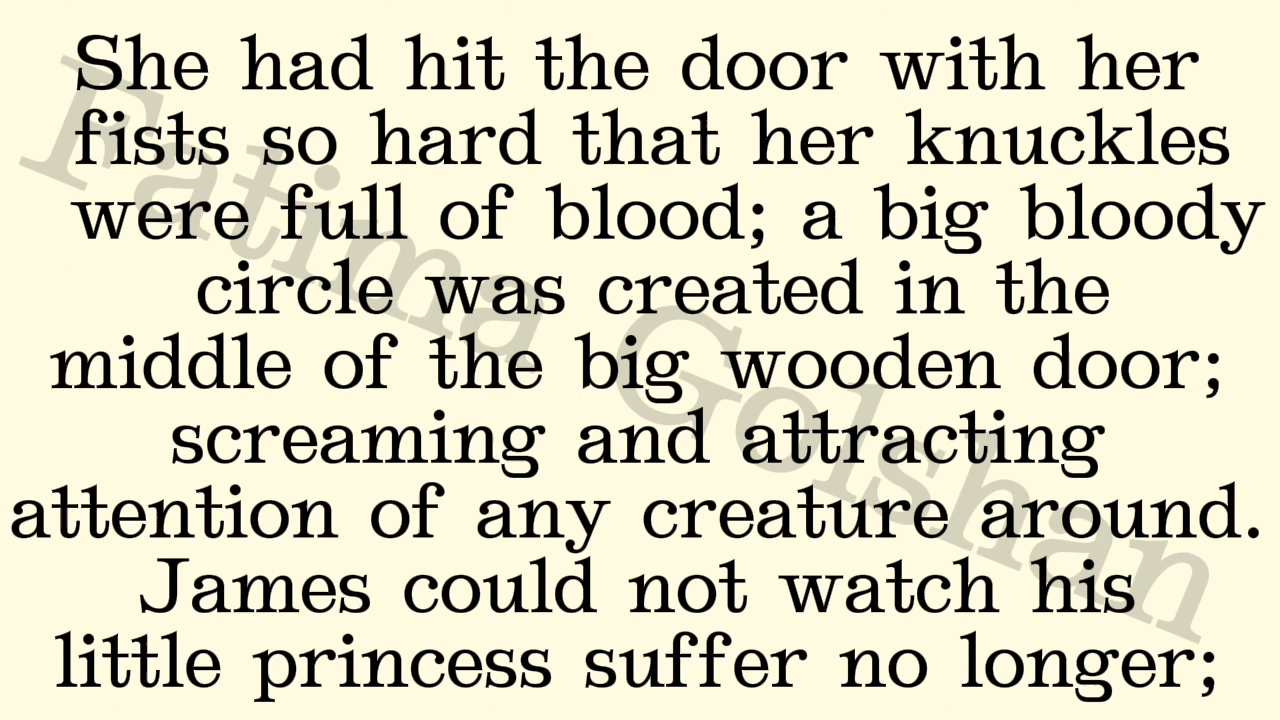 She had hit the door with her
fists so hard that her knuckles
were full of blood; a big bloody
circle was created in the
middle of the big wooden door;
screaming and attracting
attention of any creature around.
James could not watch his
little princess suffer no longer;
Fatima Golshan